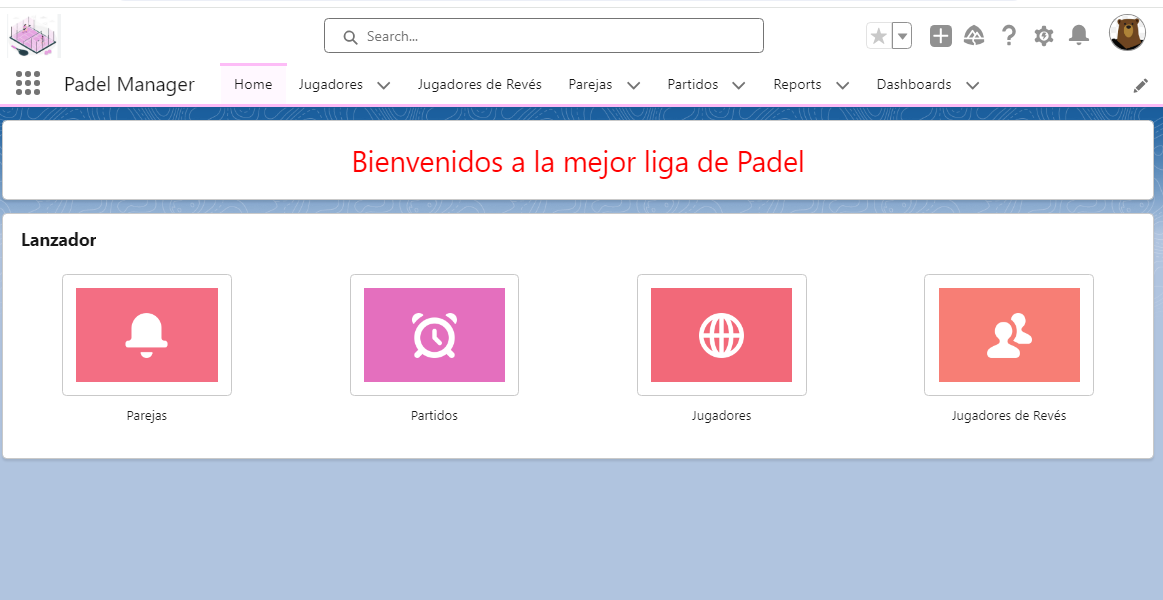 Search...
Padel Manager
Home
Jugadores
Jugadores de Revés
Parejas
Partidos
Reports
Dashboards
Bienvenidos a la mejor liga de Padel
Lanzador
Parejas
Partidos
Jugadores
Jugadores de Revés